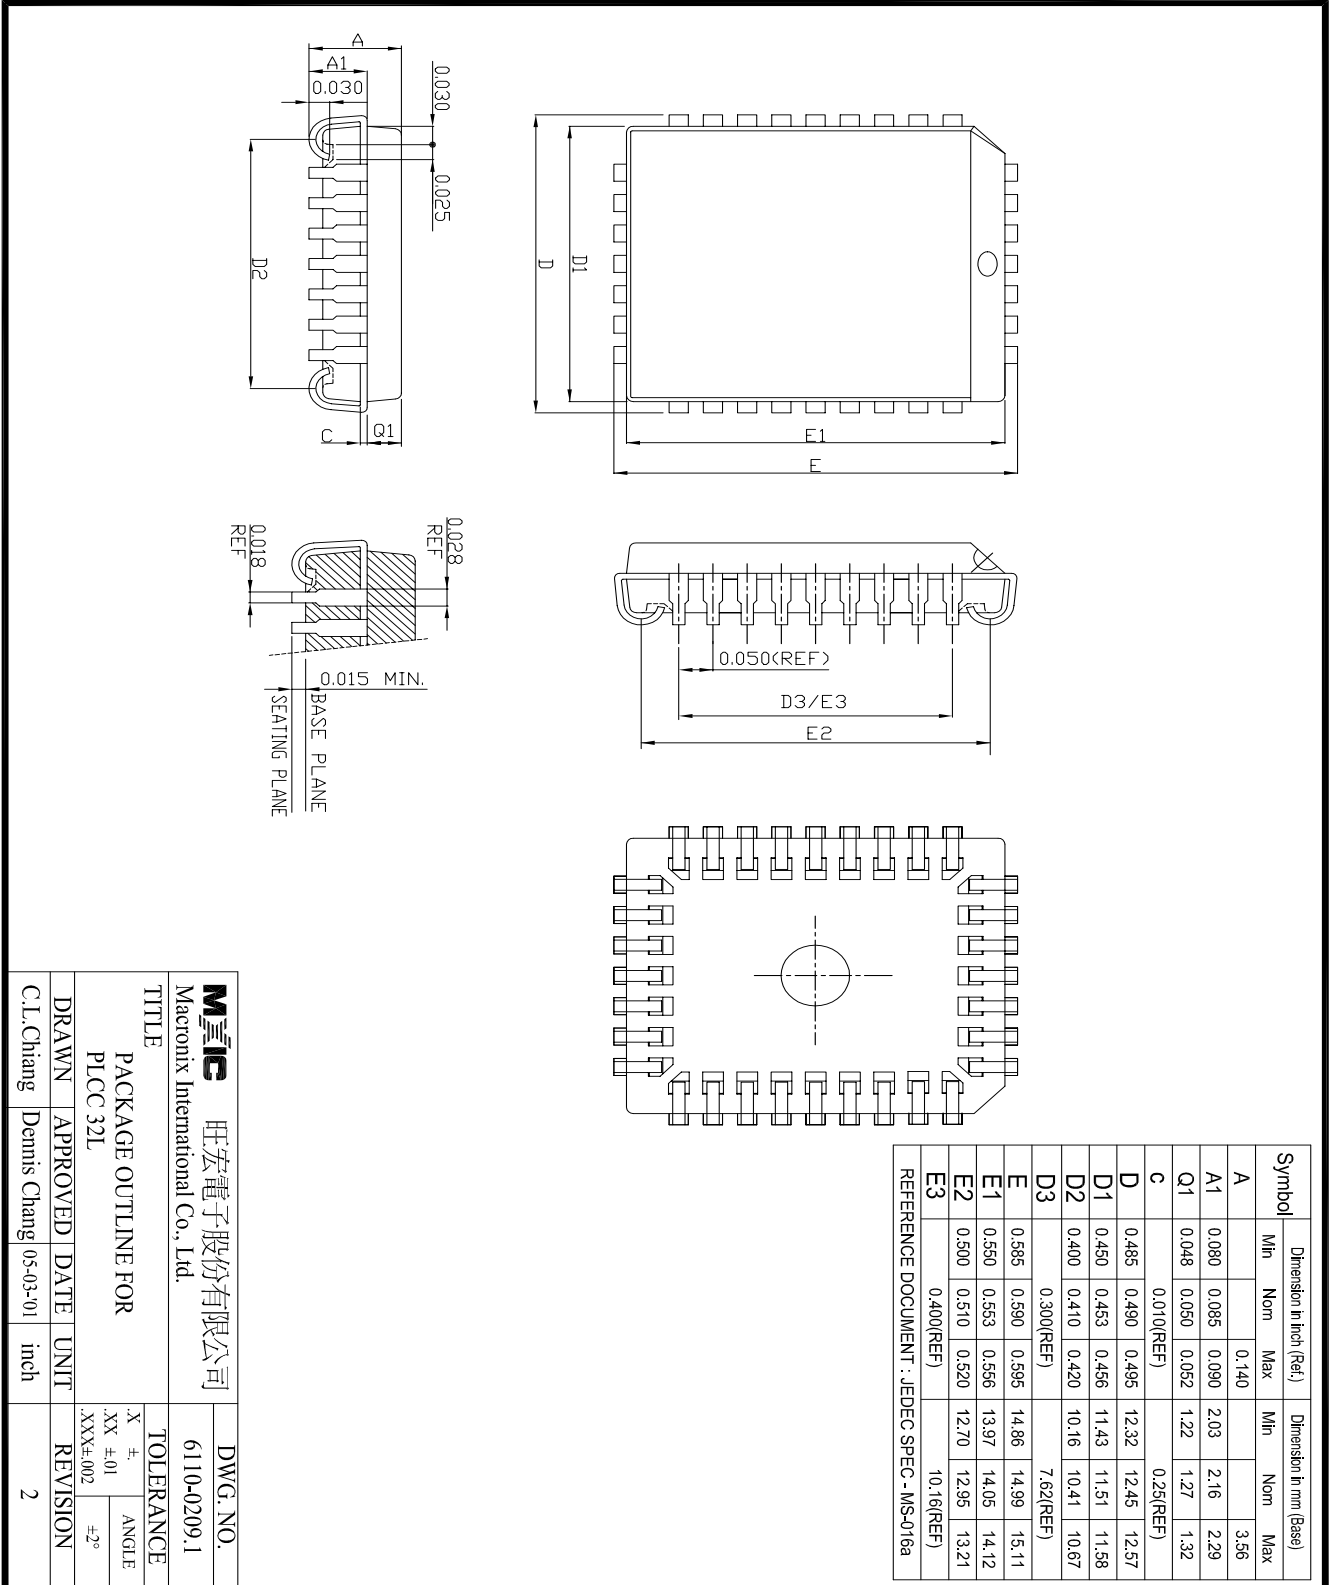 A
A1
0.030
0.030
0.025
D2
C
Q1
D
D1
E1
E
0.018
REF
0.028
REF
0.015 MIN.
BASE PLANE
SEATING PLANE
0.050(REF)
D3/E3
E2
Symbol Dimension in inch (Ref.) Dimension in mm (Base)
Min Nom Max Min Nom Max
A 0.140 3.56
A1 0.080 0.085 0.090 2.03 2.16 2.29
Q1 0.048 0.050 0.052 1.22 1.27 1.32
c 0.010(REF) 0.25(REF)
D 0.485 0.490 0.495 12.32 12.45 12.57
D1 0.450 0.453 0.456 11.43 11.51 11.58
D2 0.400 0.410 0.420 10.16 10.41 10.67
D3 0.300(REF) 7.62(REF)
E 0.585 0.590 0.595 14.86 14.99 15.11
E1 0.550 0.553 0.556 13.97 14.05 14.12
E2 0.500 0.510 0.520 12.70 12.95 13.21
E3 0.400(REF) 10.16(REF)
REFERENCE DOCUMENT : JEDEC SPEC - MS-016a
MXIC 旺宏電子股份有限公司
Macronix International Co., Ltd.
TITLE
PACKAGE OUTLINE FOR
PLCC 32L
DRAWN APPROVED DATE UNIT
C.L.Chiang Dennis Chang 05-03-'01 inch
DWG. NO.
6110-0209.1
TOLERANCE
.X ±.
.XX ±.01
.XXX±.002
ANGLE
±2°
REVISION
2